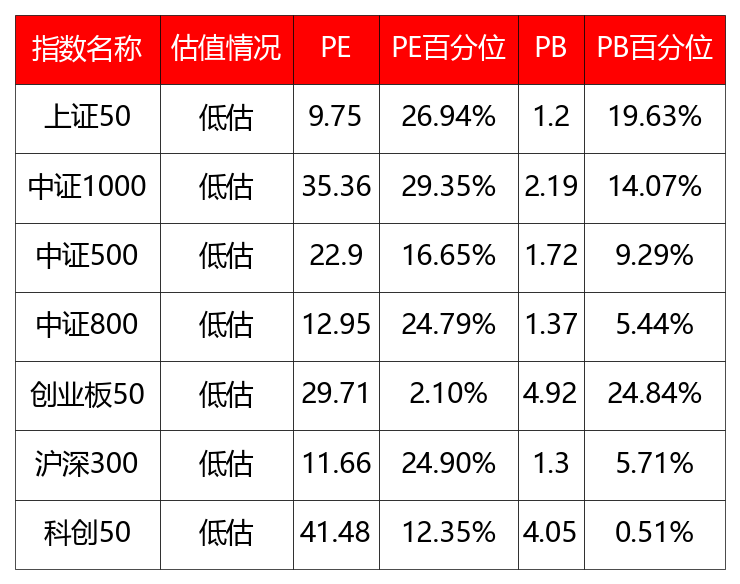 指数名称 估值情况 PE PE百分位 PB PB百分位
上证50 低估 9.75 26.94% 1.2 19.63%
中证1000 低估 35.36 29.35% 2.19 14.07%
中证500 低估 22.9 16.65% 1.72 9.29%
中证800 低估 12.95 24.79% 1.37 5.44%
创业板50 低估 29.71 2.10% 4.92 24.84%
沪深300 低估 11.66 24.90% 1.3 5.71%
科创50 低估 41.48 12.35% 4.05 0.51%